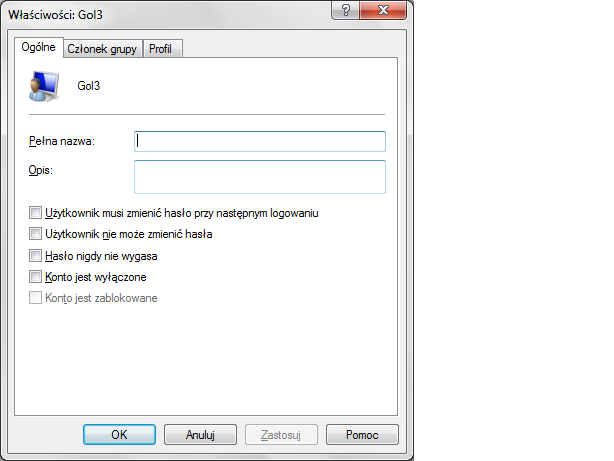 Właściwości: Gol3
Ogólne Członek grupy Profil
Gol3
Pełna nazwa:
Opis:
Użytkownik musi zmienić hasło przy następnym logowaniu
Użytkownik nie może zmienić hasła
Hasło nigdy nie wygasa
Konto jest wyłączone
Konto jest zablokowane
OK Anuluj Zastosuj Pomoc